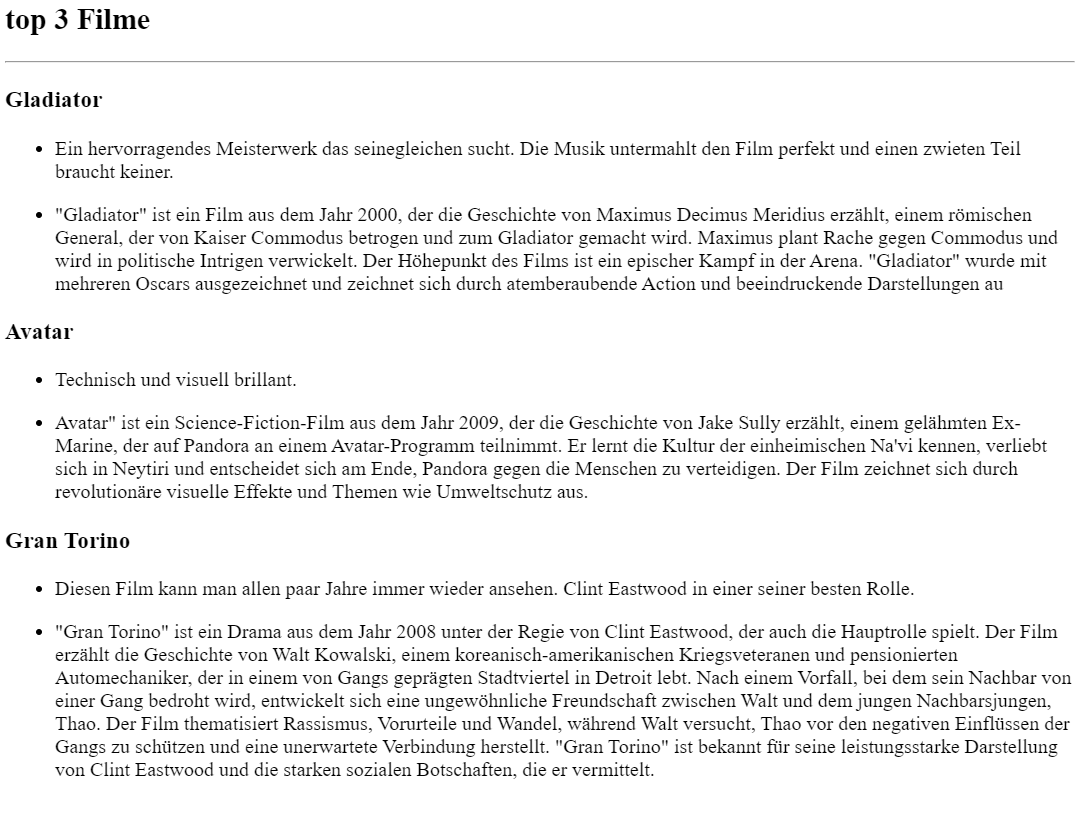 top 3 Filme
Gladiator
• Ein hervorragendes Meisterwerk das seinegleichen sucht. Die Musik untermahlt den Film perfekt und einen zwieten Teil
braucht keiner.
• "Gladiator" ist ein Film aus dem Jahr 2000, der die Geschichte von Maximus Decimus Meridius erzählt, einem römischen
General, der von Kaiser Commodus betrogen und zum Gladiator gemacht wird. Maximus plant Rache gegen Commodus und
wird in politische Intrigen verwickelt. Der Höhepunkt des Films ist ein epischer Kampf in der Arena. "Gladiator" wurde mit
mehreren Oscars ausgezeichnet und zeichnet sich durch atemberaubende Action und beeindruckende Darstellungen au
Avatar
• Technisch und visuell brillant.
• Avatar" ist ein Science-Fiction-Film aus dem Jahr 2009, der die Geschichte von Jake Sully erzählt, einem gelähmten Ex-
Marine, der auf Pandora an einem Avatar-Programm teilnimmt. Er lernt die Kultur der einheimischen Na'vi kennen, verliebt
sich in Neytiri und entscheidet sich am Ende, Pandora gegen die Menschen zu verteidigen. Der Film zeichnet sich durch
revolutionäre visuelle Effekte und Themen wie Umweltschutz aus.
Gran Torino
• Diesen Film kann man allen paar Jahre immer wieder ansehen. Clint Eastwood in einer seiner besten Rolle.
• "Gran Torino" ist ein Drama aus dem Jahr 2008 unter der Regie von Clint Eastwood, der auch die Hauptrolle spielt. Der Film
erzählt die Geschichte von Walt Kowalski, einem koreanisch-amerikanischen Kriegsveteranen und pensionierten
Automechaniker, der in einem von Gangs geprägten Stadtviertel in Detroit lebt. Nach einem Vorfall, bei dem sein Nachbar von
einer Gang bedroht wird, entwickelt sich eine ungewöhnliche Freundschaft zwischen Walt und dem jungen Nachbarsjungen,
Thao. Der Film thematisiert Rassismus, Vorurteile und Wandel, während Walt versucht, Thao vor den negativen Einflüssen der
Gangs zu schützen und eine unerwartete Verbindung herstellt. "Gran Torino" ist bekannt für seine leistungsstarke Darstellung
von Clint Eastwood und die starken sozialen Botschaften, die er vermittelt.